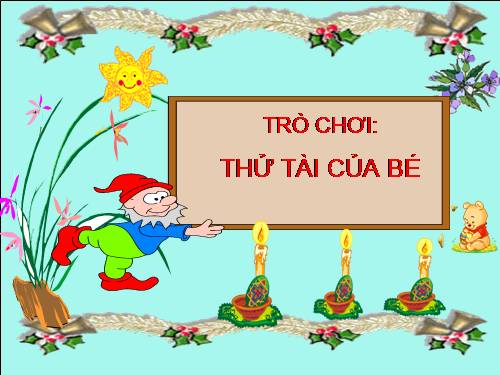 TRÒ CHƠI:
THỬ TÀI CỦA BÉ